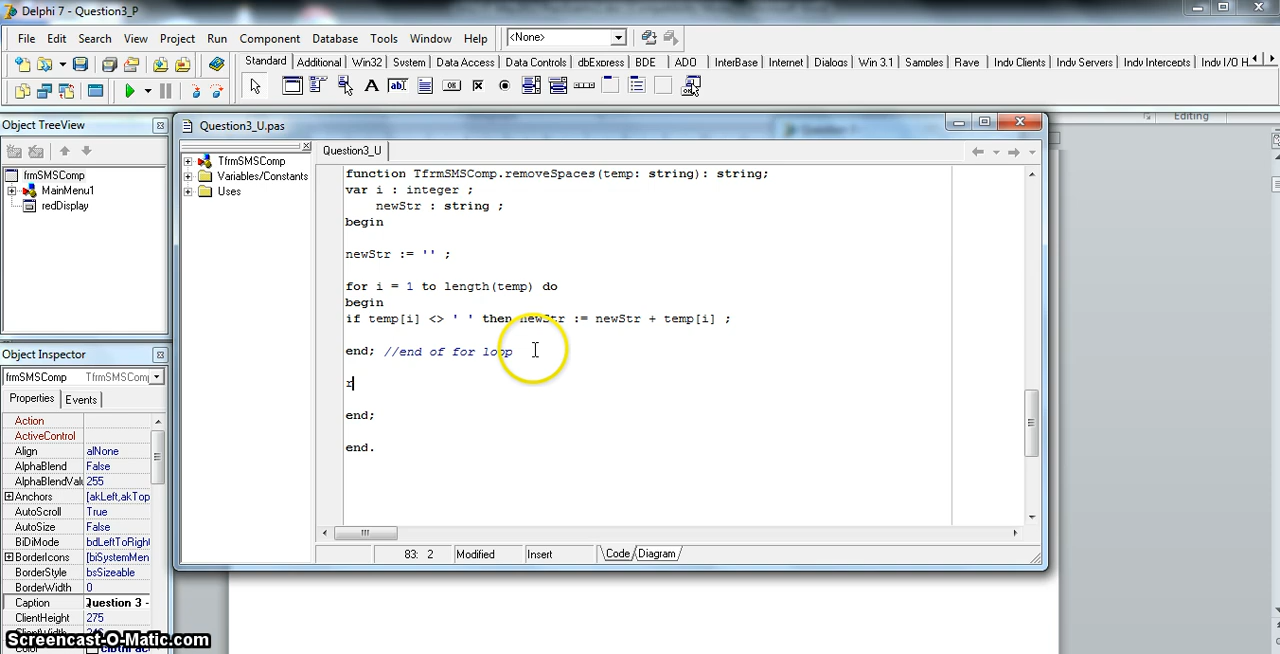 Delphi 7 - Question3_P
File Edit Search View Project Run Component Database Tools Window Help <None>
Standard Additional Win32 System Data Access Data Controls dbExpress BDE ADO InterBase Internet Dialogs Win 3.1 Samples Rave Indy Clients Indy Servers Indy Intercepts Indy I/O H
Object TreeView
frmSMSComp
MainMenu1
redDisplay
Question3_U.pas
Editing
Question3_U
TfrmSMSComp
Variables/Constants
Uses
function TfrmSMSComp.removeSpaces(temp: string): string;
var i : integer ;
newStr : string ;
begin
newStr := '' ;
for i = 1 to length(temp) do
begin
if temp[i] <> ' ' then newStr := newStr + temp[i] ;
end; //end of for loop
r
end;
end.
83: 2 Modified Insert Code Diagram
Object Inspector
frmSMSComp TfrmSMSComp
Properties Events
Action
ActiveControl
Align alNone
AlphaBlend False
AlphaBlendValu 255
Anchors [akLeft,akTop
AutoScroll True
AutoSize False
BiDiMode bdLeftToRigh
BorderIcons [biSystemMen
BorderStyle bsSizeable
BorderWidth 0
Caption Question 3 -
ClientHeight 275
Color
Screencast-O-Matic.com